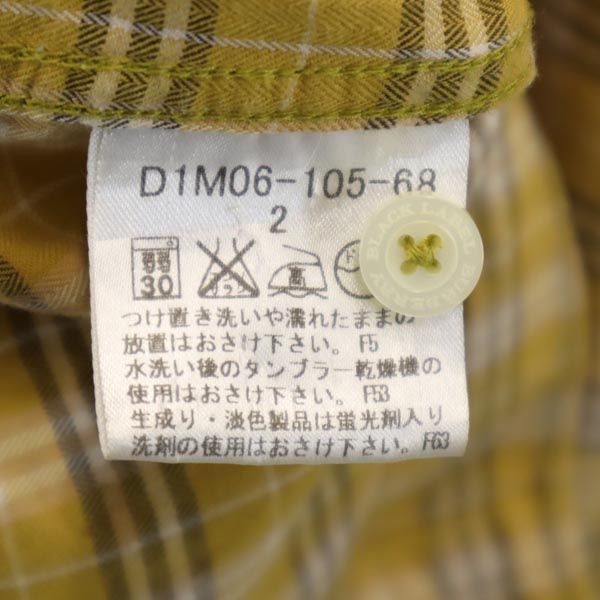 D1M06-105-68
2
弱
30
高
ド
BLACK LABEL
BURBERRY
つけ置き洗いや濡れたままの
放置はおさけ下さい。F5
水洗い後のタンブラー乾燥機の
使用はおさけ下さい。F53
生成り・淡色製品は蛍光剤入り
洗剤の使用はおさけ下さい。F63